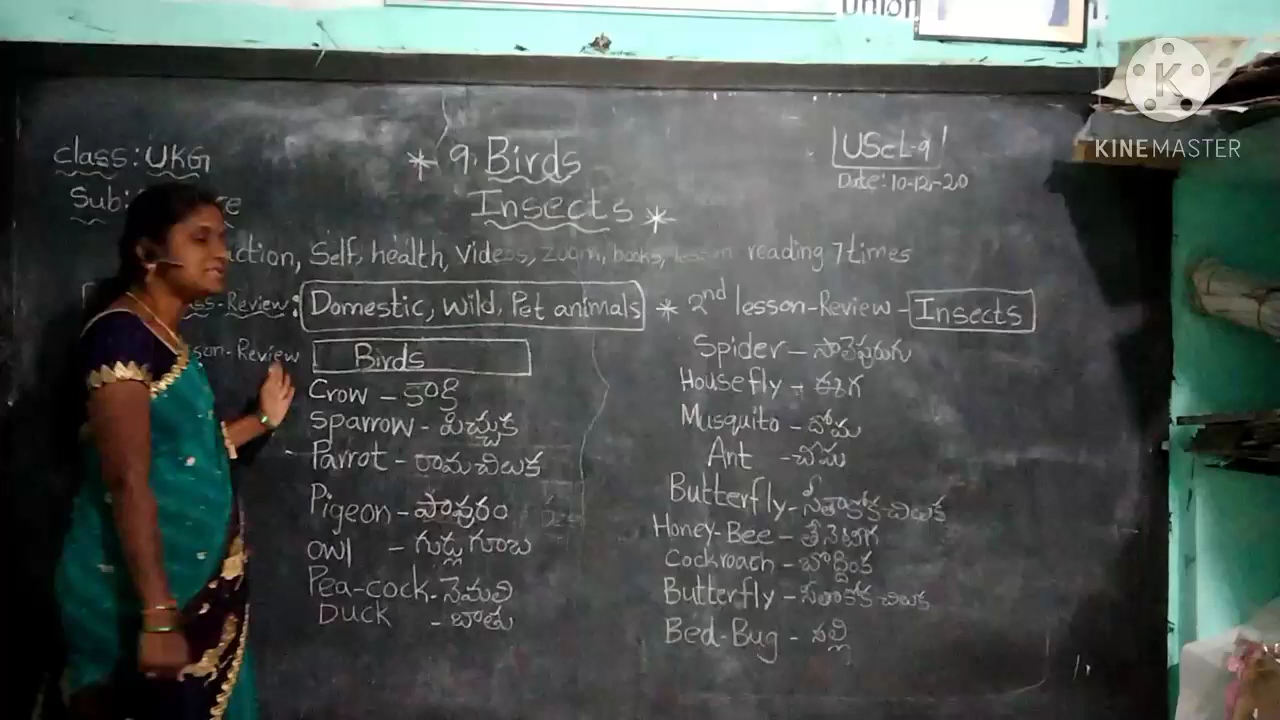 union
K
KINEMASTER
class: UKG
* 9. Birds
USCL-9
Date: 10-12-20
Sub:
Insects *
action, Self, health, Videos, Zoom, books, lesson reading 7 times
ss-Review: Domestic, Wild, Pet animals * 2nd lesson-Review - Insects
sson-Review Birds
Crow - కాకి
Sparrow - పిచ్చుక
Parrot - రామచిలుక
Pigeon - పావురం
Owl - గుడ్లగూబ
Pea-cock - నెమలి
Duck - బాతు
Spider - సాలెపురుగు
Housefly - ఈగ
Musquito - దోమ
Ant - చీమ
Butterfly - సీతాకోక చిలుక
Honey-Bee - తేనెటీగ
Cockroach - బొద్దింక
Butterfly - సీతాకోక చిలుక
Bed-Bug - నల్లి